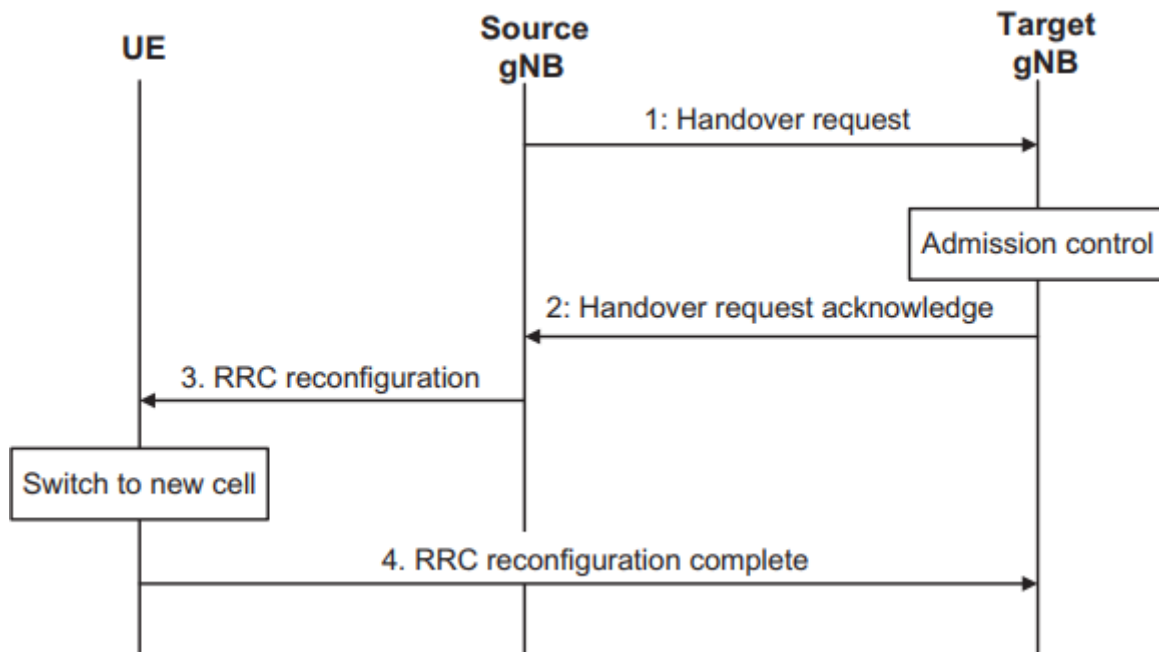 UE
Source
gNB
Target
gNB
1: Handover request
Admission control
2: Handover request acknowledge
3. RRC reconfiguration
Switch to new cell
4. RRC reconfiguration complete